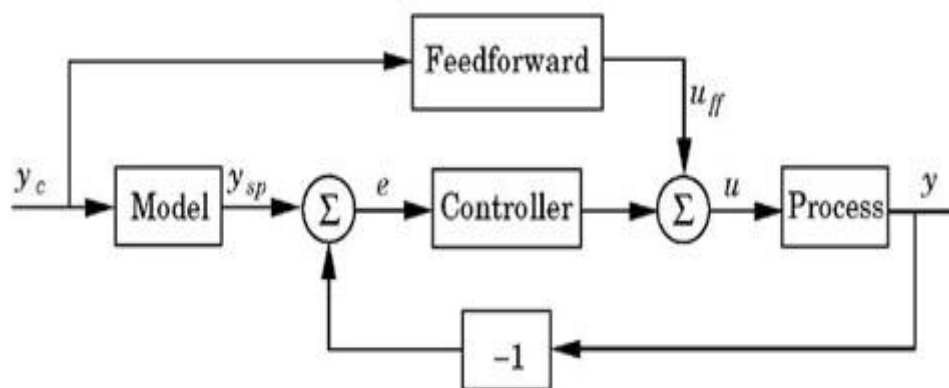 Feedforward
u_ff
y_c
Model
y_sp
Σ
e
Controller
Σ
u
Process
y
-1